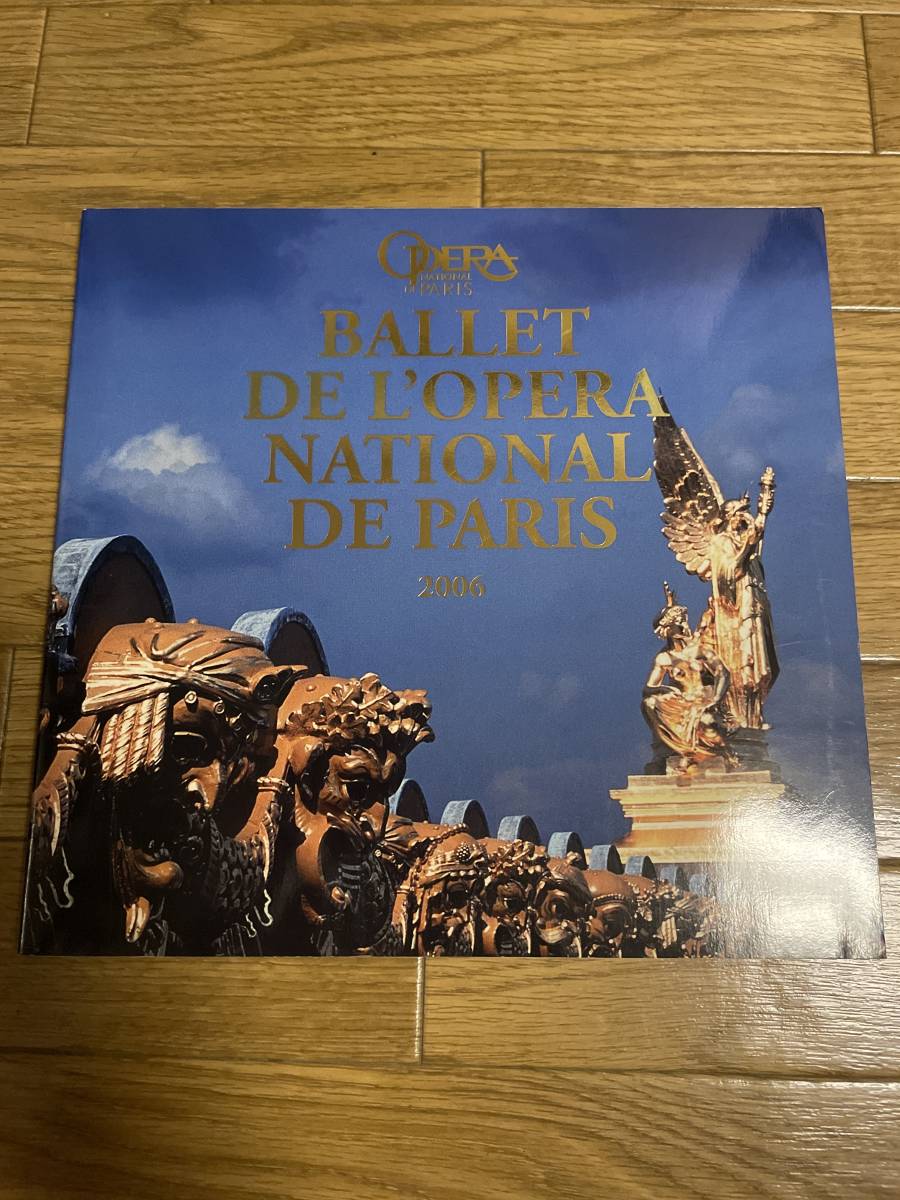 OPERA
NATIONAL
DE PARIS
BALLET
DE L'OPERA
NATIONAL
DE PARIS
2006